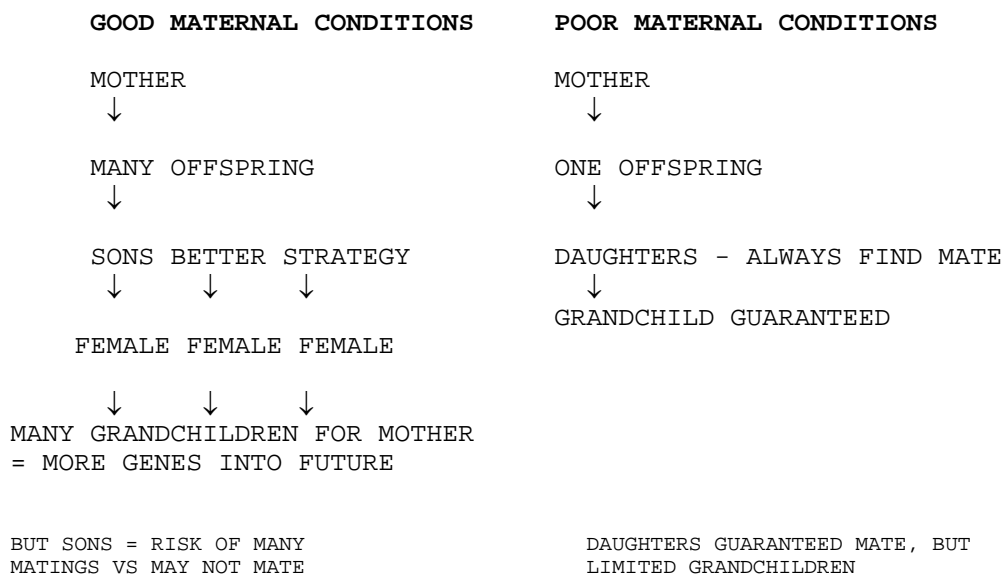 GOOD MATERNAL CONDITIONS
MOTHER
↓
MANY OFFSPRING
↓
SONS BETTER STRATEGY
↓ ↓ ↓
FEMALE FEMALE FEMALE
↓ ↓ ↓
MANY GRANDCHILDREN FOR MOTHER
= MORE GENES INTO FUTURE
BUT SONS = RISK OF MANY
MATINGS VS MAY NOT MATE
POOR MATERNAL CONDITIONS
MOTHER
↓
ONE OFFSPRING
↓
DAUGHTERS – ALWAYS FIND MATE
↓
GRANDCHILD GUARANTEED
DAUGHTERS GUARANTEED MATE, BUT
LIMITED GRANDCHILDREN